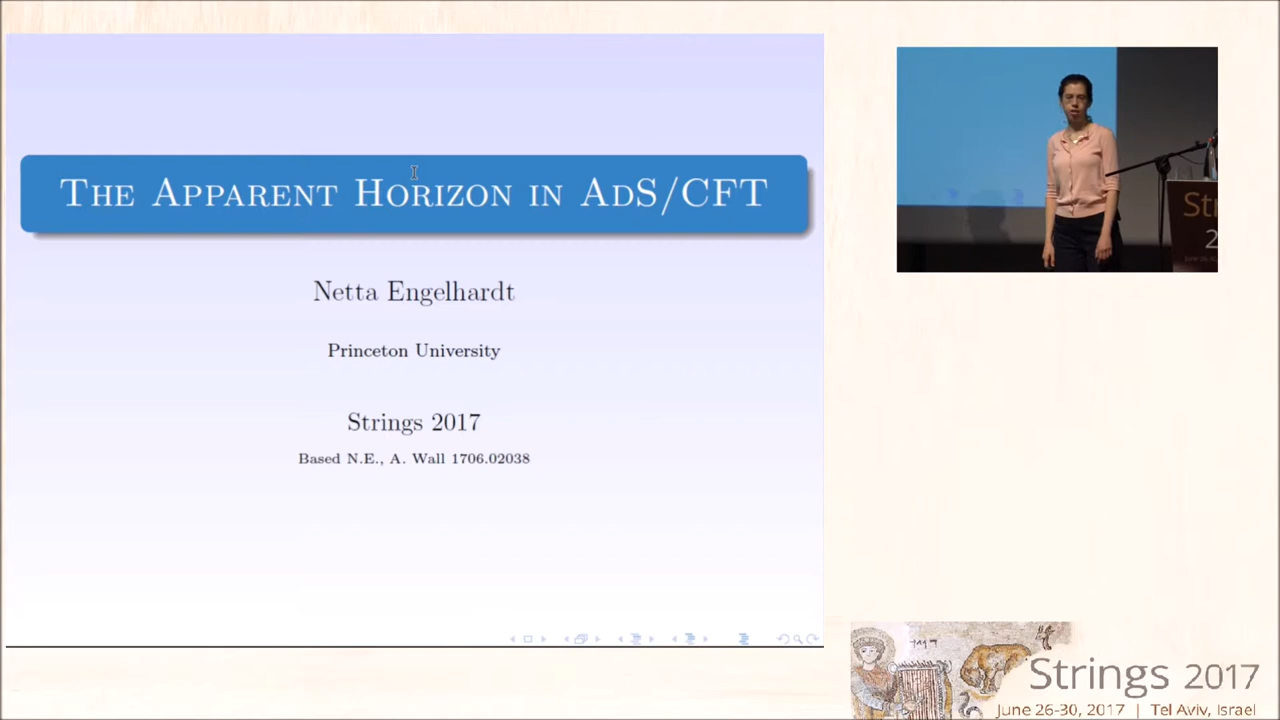 THE APPARENT HORIZON IN ADS/CFT
Netta Engelhardt
Princeton University
Strings 2017
Based N.E., A. Wall 1706.02038
Strings 2017
June 26-30, 2017 | Tel Aviv, Israel